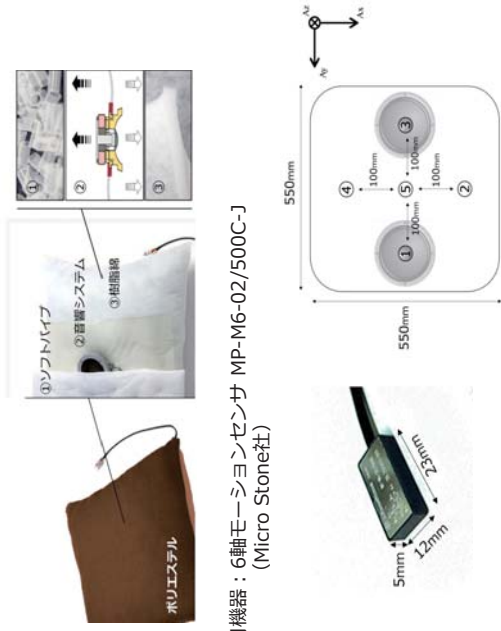 ポリエステル
①ソフトパイプ
②音響システム
③樹脂綿
①
②
③
機器：6軸モーションセンサ MP-M6-02/500C-J
（Micro Stone社）
5mm
12mm
23mm
550mm
550mm
④
100mm
① ⑤ ③
100mm 100mm
100mm
②
Az
Ax
Ay